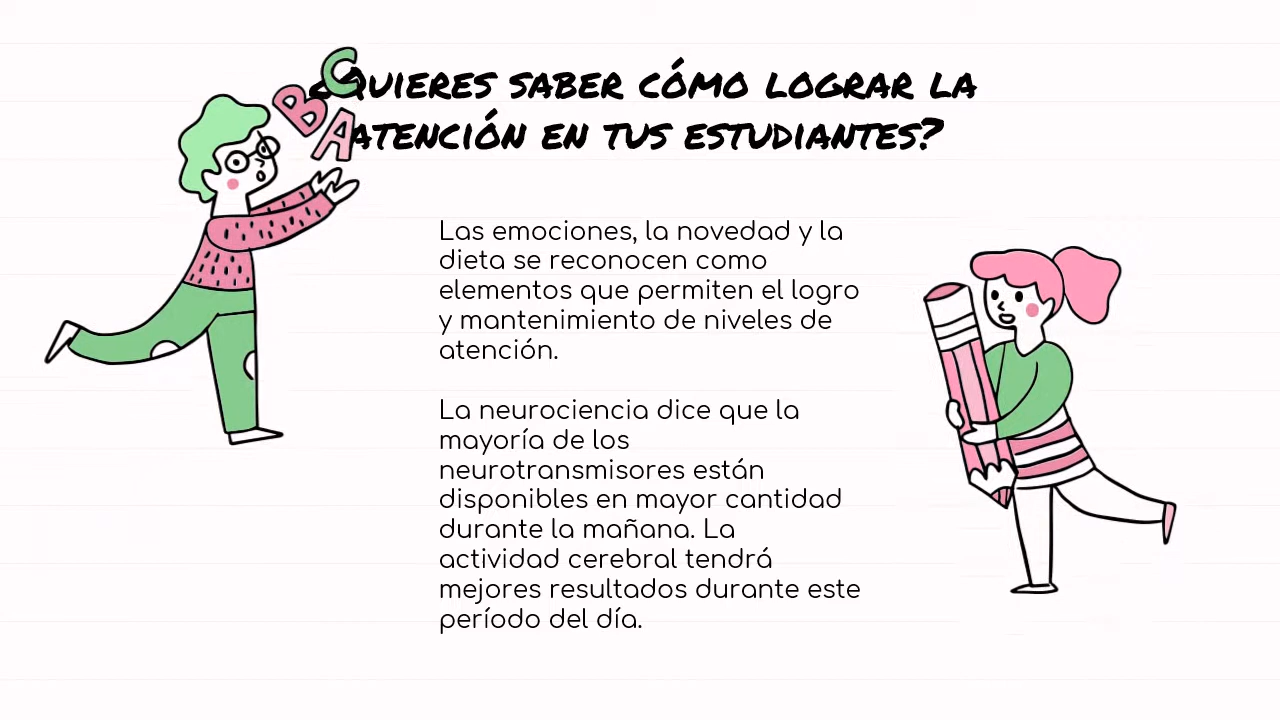 ¿QUIERES SABER CÓMO LOGRAR LA
ATENCIÓN EN TUS ESTUDIANTES?
C
B
A
Las emociones, la novedad y la
dieta se reconocen como
elementos que permiten el logro
y mantenimiento de niveles de
atención.
La neurociencia dice que la
mayoría de los
neurotransmisores están
disponibles en mayor cantidad
durante la mañana. La
actividad cerebral tendrá
mejores resultados durante este
período del día.